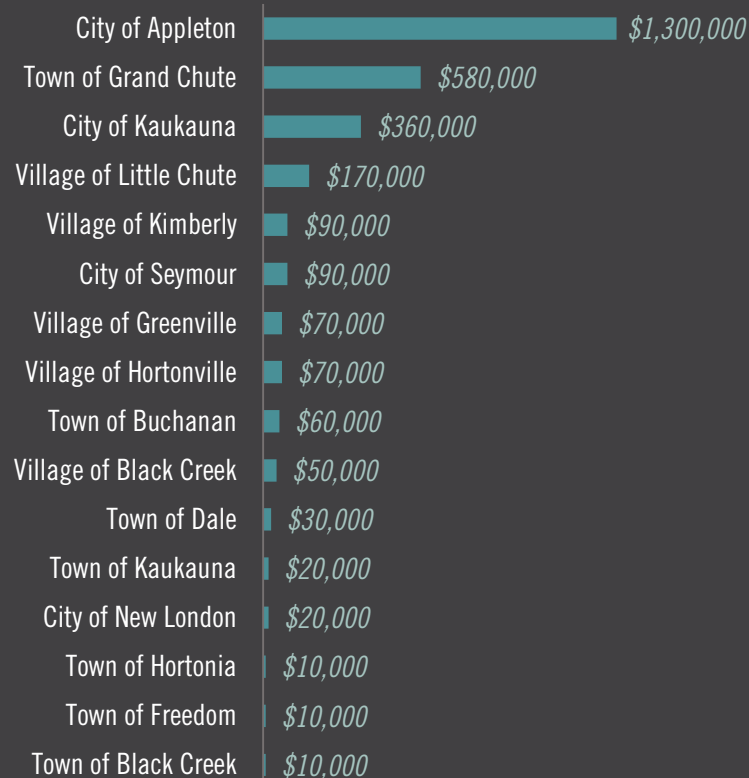 City of Appleton $1,300,000
Town of Grand Chute $580,000
City of Kaukauna $360,000
Village of Little Chute $170,000
Village of Kimberly $90,000
City of Seymour $90,000
Village of Greenville $70,000
Village of Hortonville $70,000
Town of Buchanan $60,000
Village of Black Creek $50,000
Town of Dale $30,000
Town of Kaukauna $20,000
City of New London $20,000
Town of Hortonia $10,000
Town of Freedom $10,000
Town of Black Creek $10,000